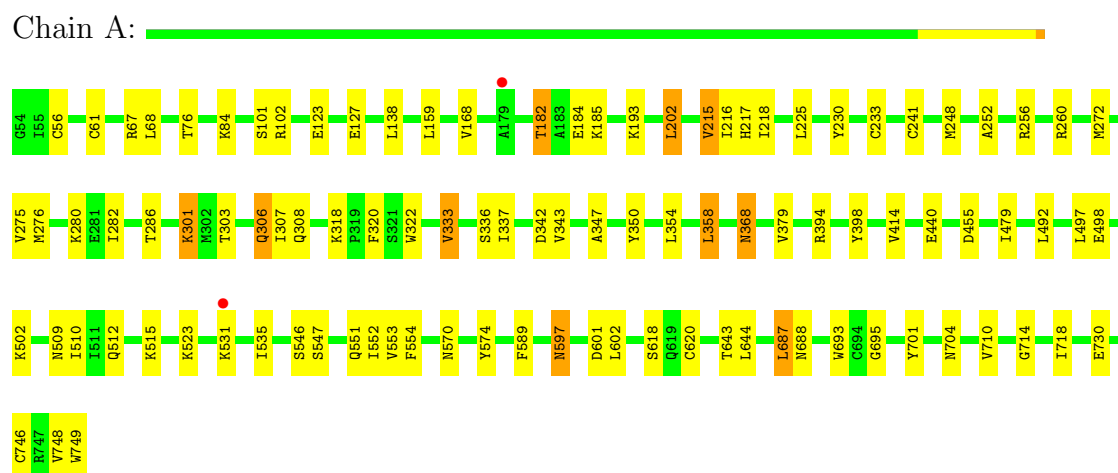 Chain A:
G54 I55 C56 C61 R67 L68 T76 K84 S101 R102 E123 E127 L138 L159 V168 A179 T182 A183 E184 K185 K193 L202 V215 I216 H217 I218 L225 Y230 C233 C241 M248 A252 R256 R260 M272
V275 M276 K280 E281 I282 T286 K301 M302 T303 Q306 I307 Q308 K318 P319 F320 S321 W322 V333 S336 I337 D342 V343 A347 Y350 L354 L358 N368 V379 R394 Y398 V414 E440 D455 I479 L492 L497 E498
K502 N509 I510 I511 Q512 K515 K523 K531 I535 S546 S547 Q551 I552 V553 F554 N570 Y574 F589 N597 D601 L602 S618 Q619 C620 T643 L644 L687 N688 W693 C694 G695 Y701 N704 V710 G714 I718 E730
C746 R747 V748 W749